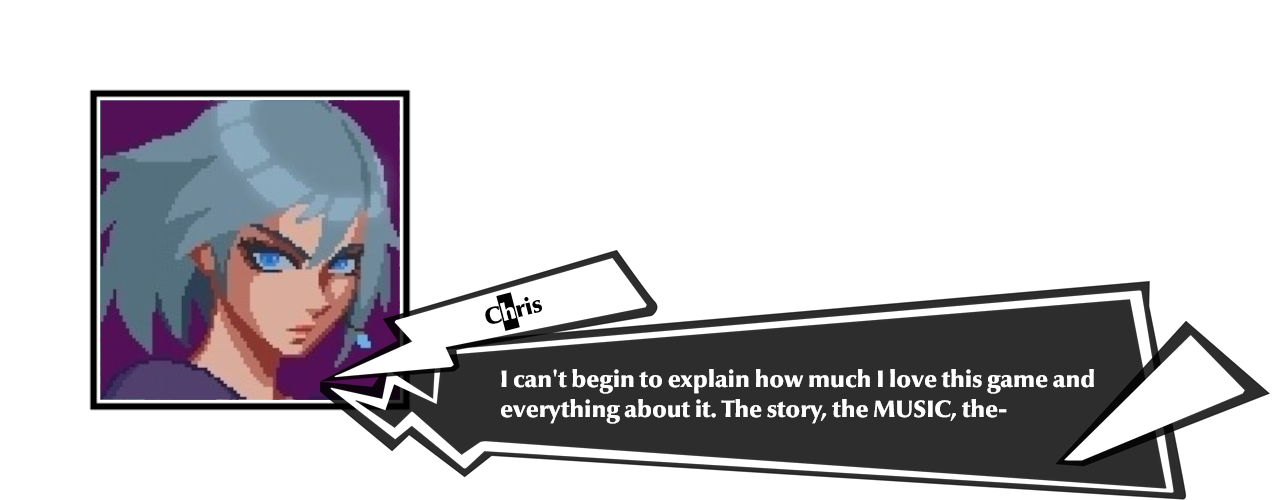 Chris
I can't begin to explain how much I love this game and
everything about it. The story, the MUSIC, the-